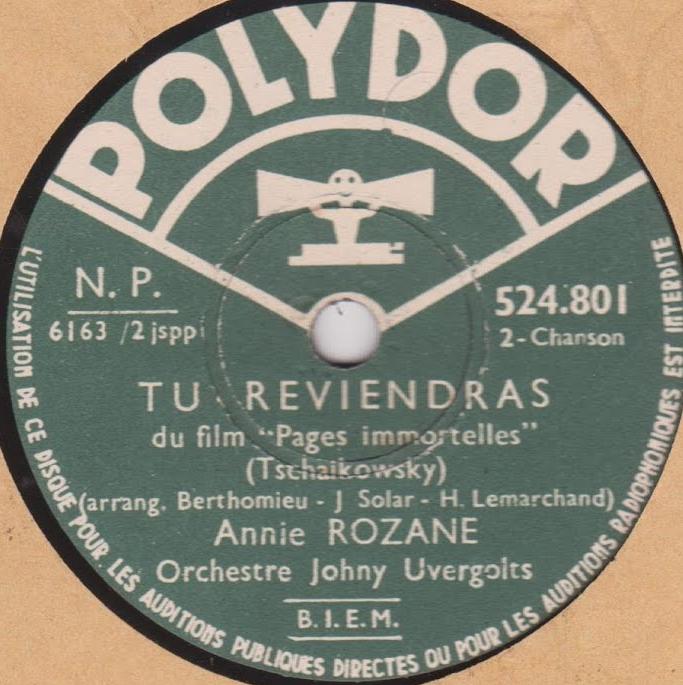 POLYDOR
N. P.
6163 /2 jspp
524.801
2 - Chanson
TU REVIENDRAS
du film "Pages immortelles"
(Tschaikowsky)
(arrang. Berthomieu - J Solar - H. Lemarchand)
Annie ROZANE
Orchestre Johny Uvergolts
B.I.E.M.
L'UTILISATION DE CE DISQUE POUR LES AUDITIONS PUBLIQUES DIRECTES OU POUR LES AUDITIONS RADIOPHONIQUES EST INTERDITE